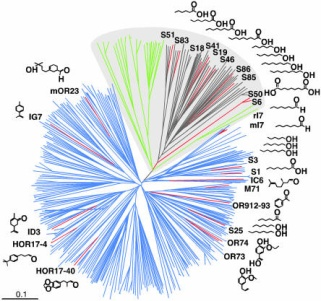 S51
S83
S18
S41
S19
S46
S86
S85
S50
S6
rI7
mI7
S3
S1
IC6
M71
OR912-93
S25
OR74
OR73
mOR23
IG7
ID3
HOR17-4
HOR17-40
0.1